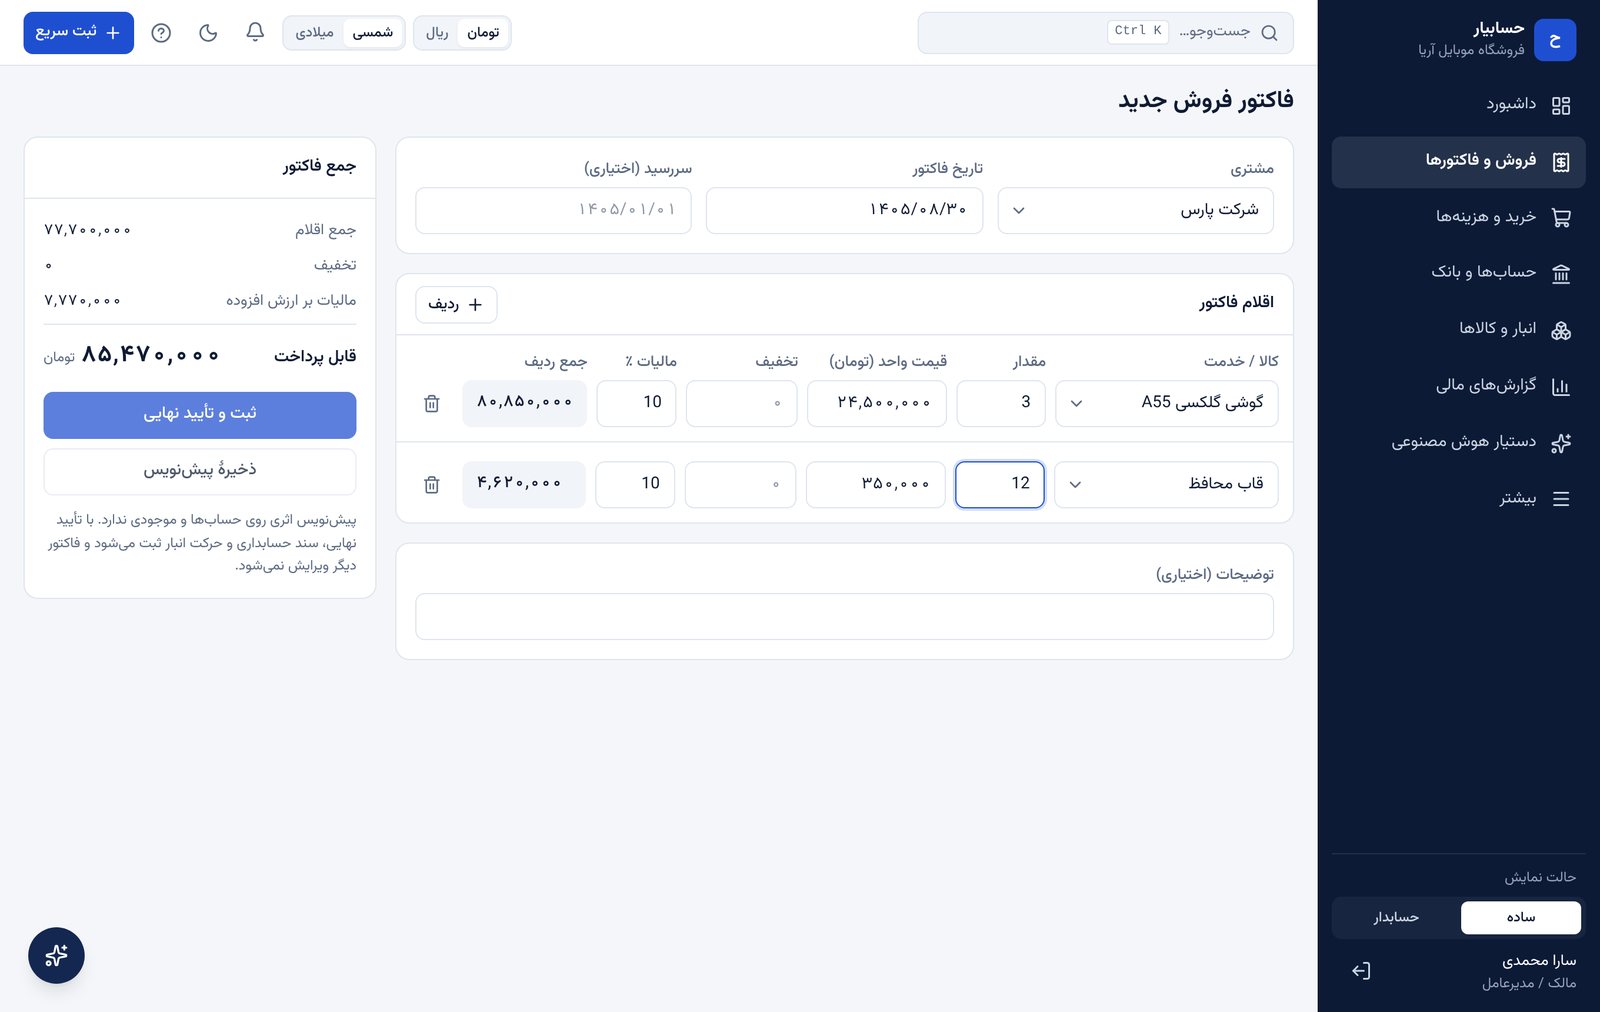 حسابیار
ح
فروشگاه موبایل آریا
داشبورد
فروش و فاکتورها
خرید و هزینه‌ها
حساب‌ها و بانک
انبار و کالاها
گزارش‌های مالی
دستیار هوش مصنوعی
بیشتر
حالت نمایش
ساده
حسابدار
سارا محمدی
مالک / مدیرعامل
جست‌وجو...
Ctrl K
تومان
ریال
شمسی
میلادی
ثبت سریع
فاکتور فروش جدید
مشتری
تاریخ فاکتور
سررسید (اختیاری)
شرکت پارس
۱۴۰۵/۰۸/۳۰
۱۴۰۵/۰۱/۰۱
اقلام فاکتور
ردیف
کالا / خدمت
مقدار
قیمت واحد (تومان)
تخفیف
مالیات ٪
جمع ردیف
گوشی گلکسی A55
3
۲۴,۵۰۰,۰۰۰
۰
10
۸۰,۸۵۰,۰۰۰
قاب محافظ
12
۳۵۰,۰۰۰
۰
10
۴,۶۲۰,۰۰۰
توضیحات (اختیاری)
جمع فاکتور
جمع اقلام
۷۷,۷۰۰,۰۰۰
تخفیف
۰
مالیات بر ارزش افزوده
۷,۷۷۰,۰۰۰
قابل پرداخت
۸۵,۴۷۰,۰۰۰ تومان
ثبت و تأیید نهایی
ذخیرهٔ پیش‌نویس
پیش‌نویس اثری روی حساب‌ها و موجودی ندارد. با تأیید
نهایی، سند حسابداری و حرکت انبار ثبت می‌شود و فاکتور
دیگر ویرایش نمی‌شود.